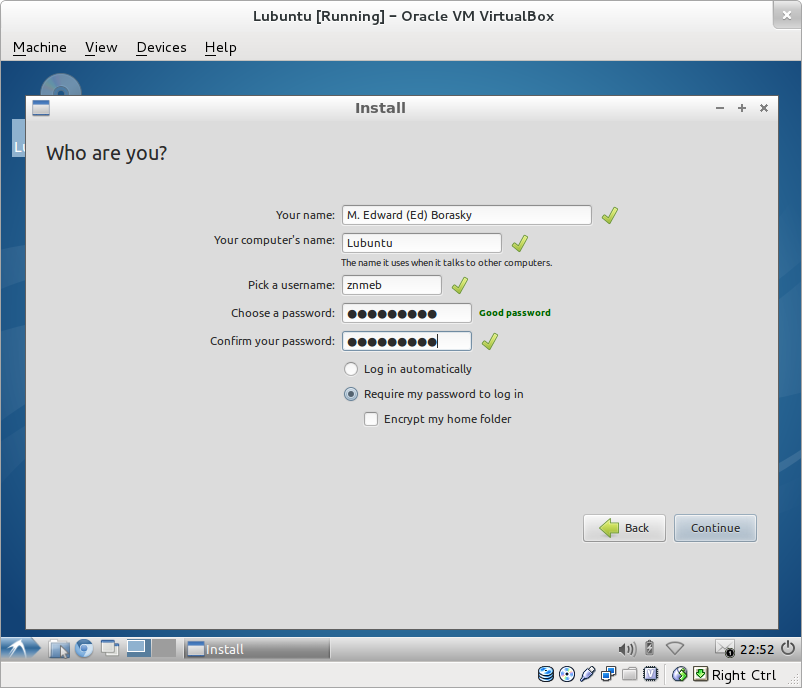 Lubuntu [Running] – Oracle VM VirtualBox
Machine View Devices Help
Install
Who are you?
Your name: M. Edward (Ed) Borasky
Your computer's name: Lubuntu
The name it uses when it talks to other computers.
Pick a username: znmeb
Choose a password: ●●●●●●●●● Good password
Confirm your password: ●●●●●●●●●
Log in automatically
Require my password to log in
Encrypt my home folder
Back Continue
Install 22:52
Right Ctrl